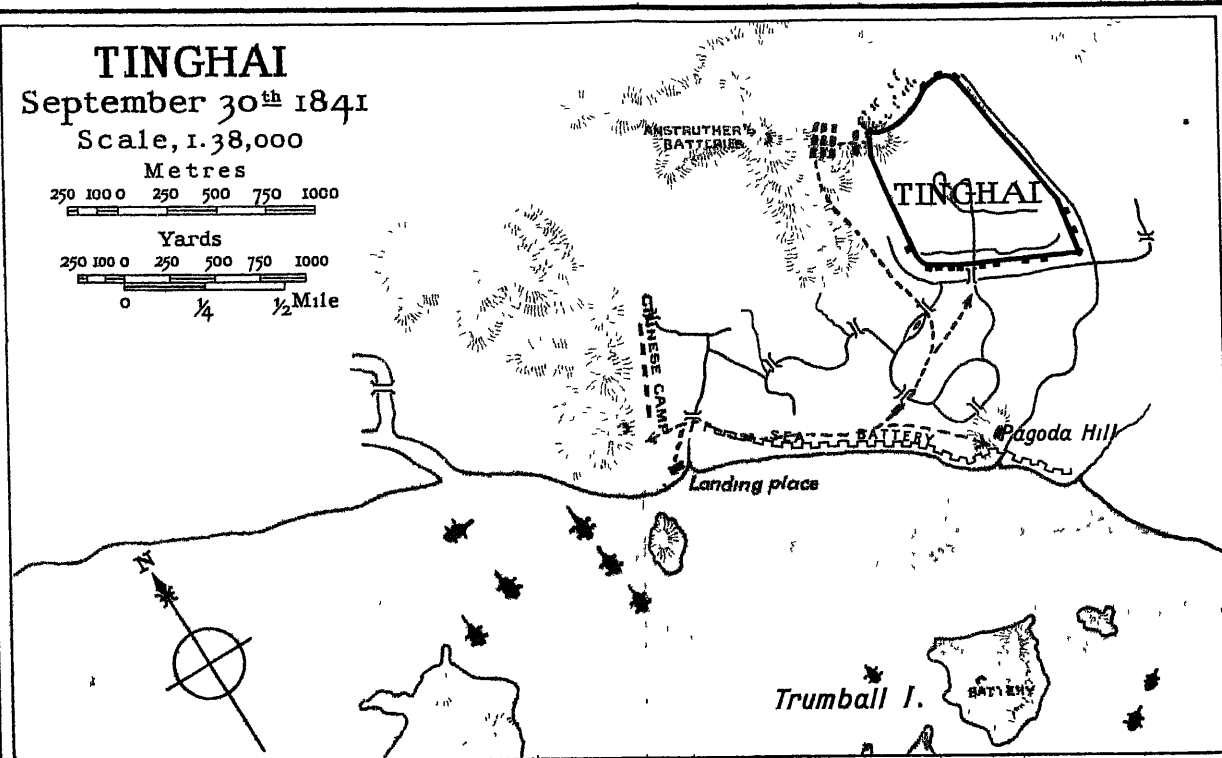 TINGHAI
September 30th 1841
Scale, 1.38,000
Metres
250 100 0 250 500 750 1000
Yards
250 100 0 250 500 750 1000
0 ¼ ½ Mile
ANSTRUTHER'S
BATTERIES
TINGHAI
CHINESE CAMP
SEA BATTERY
Pagoda Hill
Landing place
N
Trumball I.
BATTERY